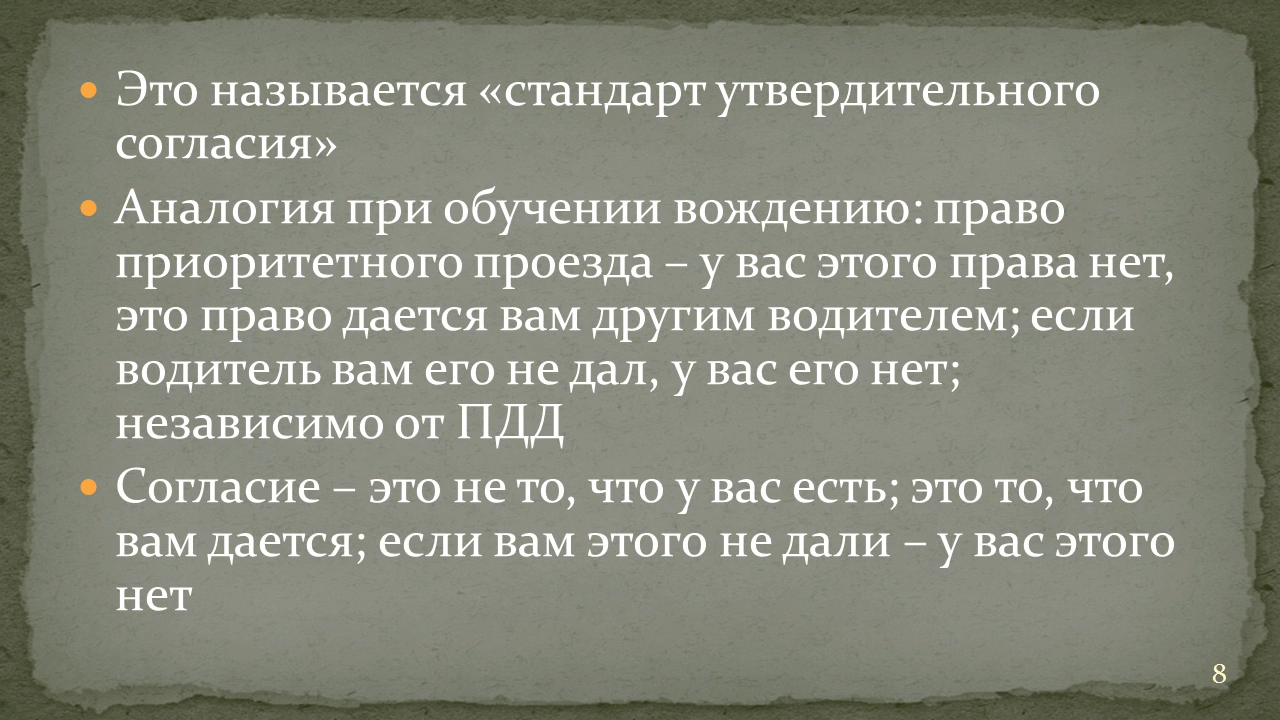 • Это называется «стандарт утвердительного
согласия»
• Аналогия при обучении вождению: право
приоритетного проезда – у вас этого права нет,
это право дается вам другим водителем; если
водитель вам его не дал, у вас его нет;
независимо от ПДД
• Согласие – это не то, что у вас есть; это то, что
вам дается; если вам этого не дали – у вас этого
нет
8